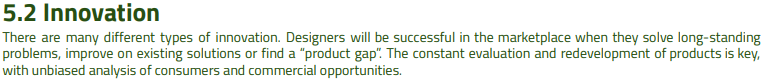 5.2 Innovation
There are many different types of innovation. Designers will be successful in the marketplace when they solve long-standing
problems, improve on existing solutions or find a “product gap”. The constant evaluation and redevelopment of products is key,
with unbiased analysis of consumers and commercial opportunities.